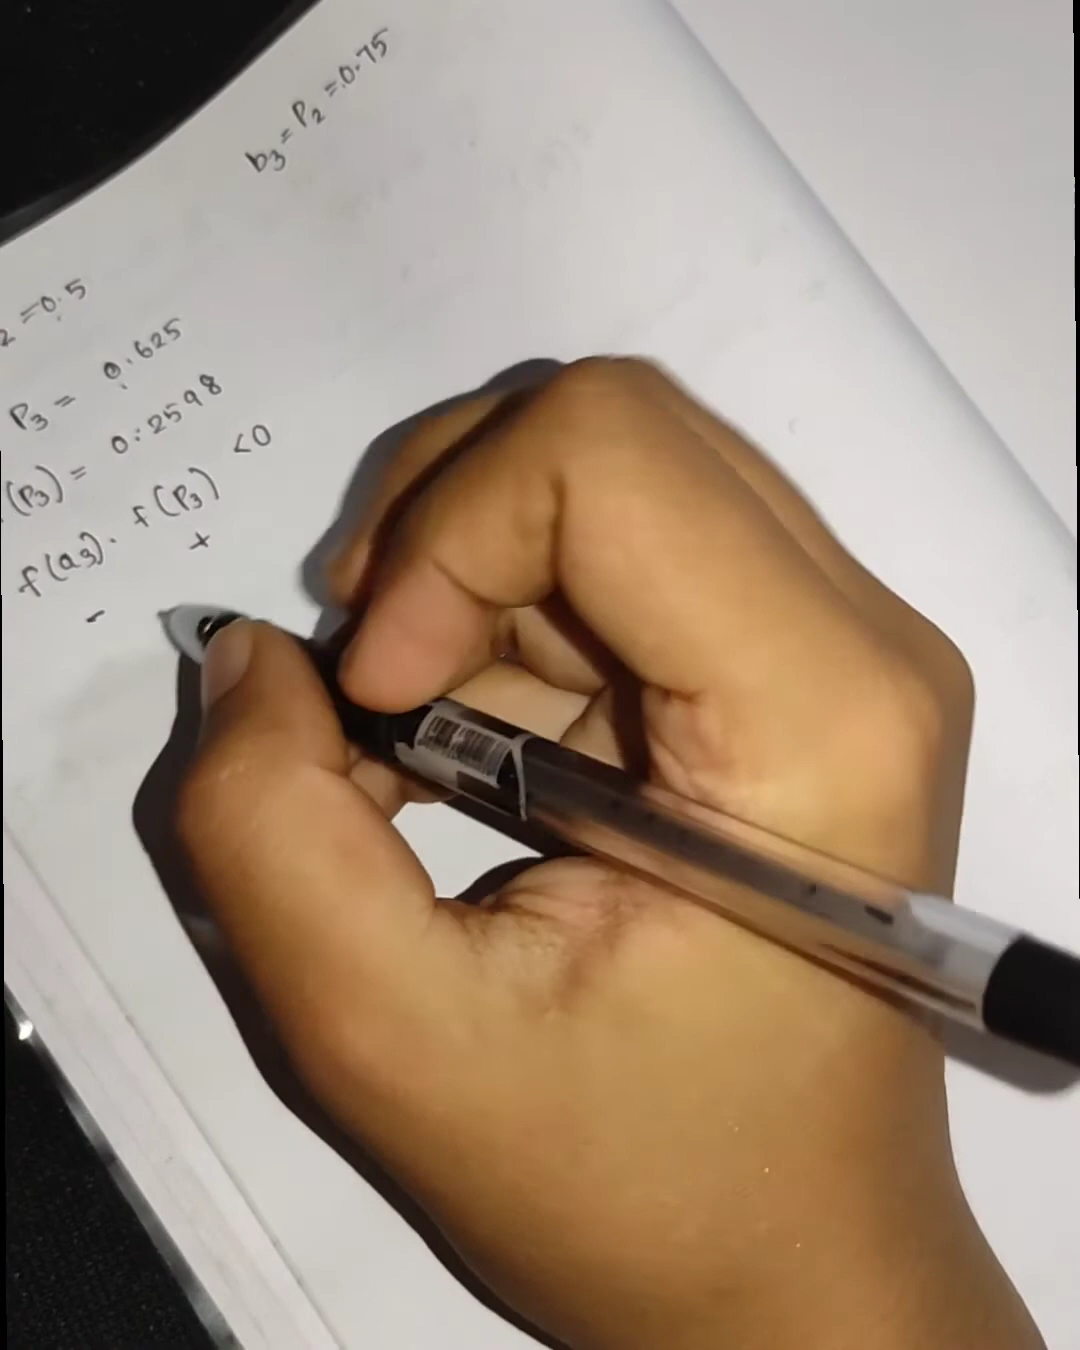 b₃ = P₂ = 0.75
2 = 0.5
P₃ = 0.625
(P₃) = 0.2598
f(a₃). f(P₃) <0
- +